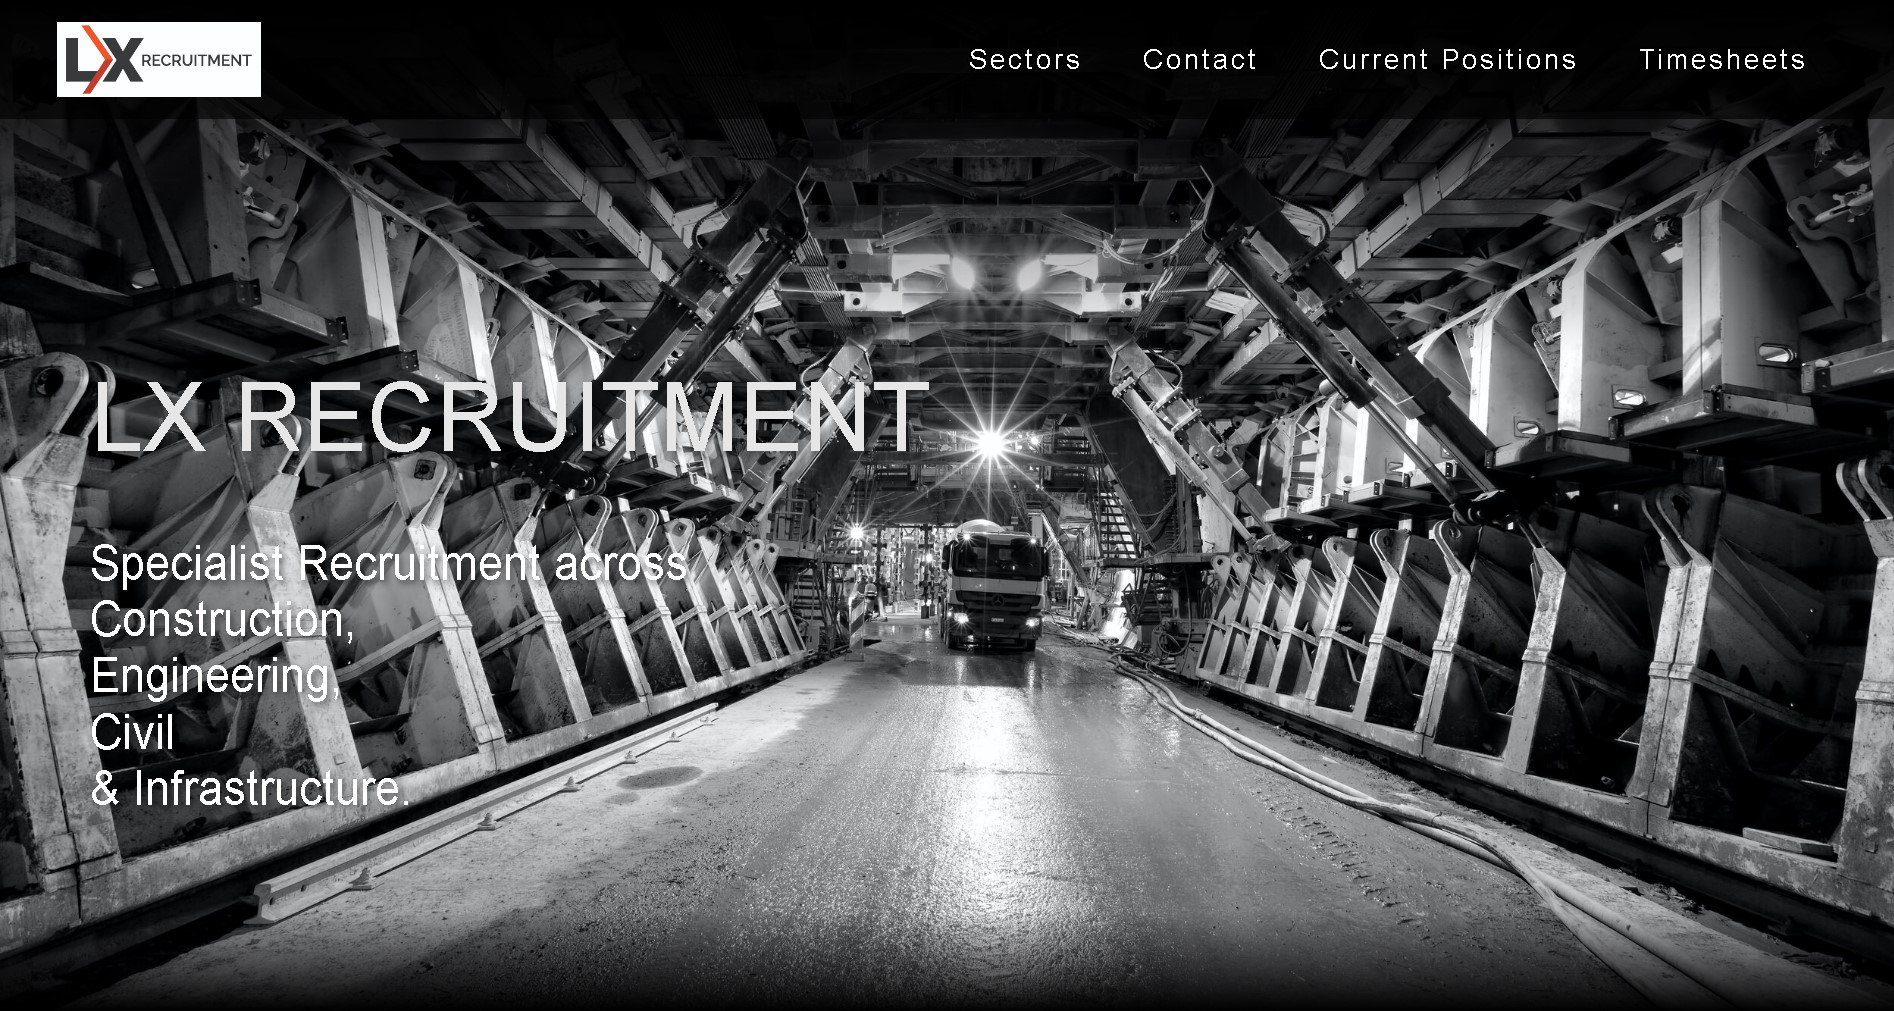 LX RECRUITMENT
Sectors Contact Current Positions Timesheets
LX RECRUITMENT
Specialist Recruitment across
Construction,
Engineering,
Civil
& Infrastructure.